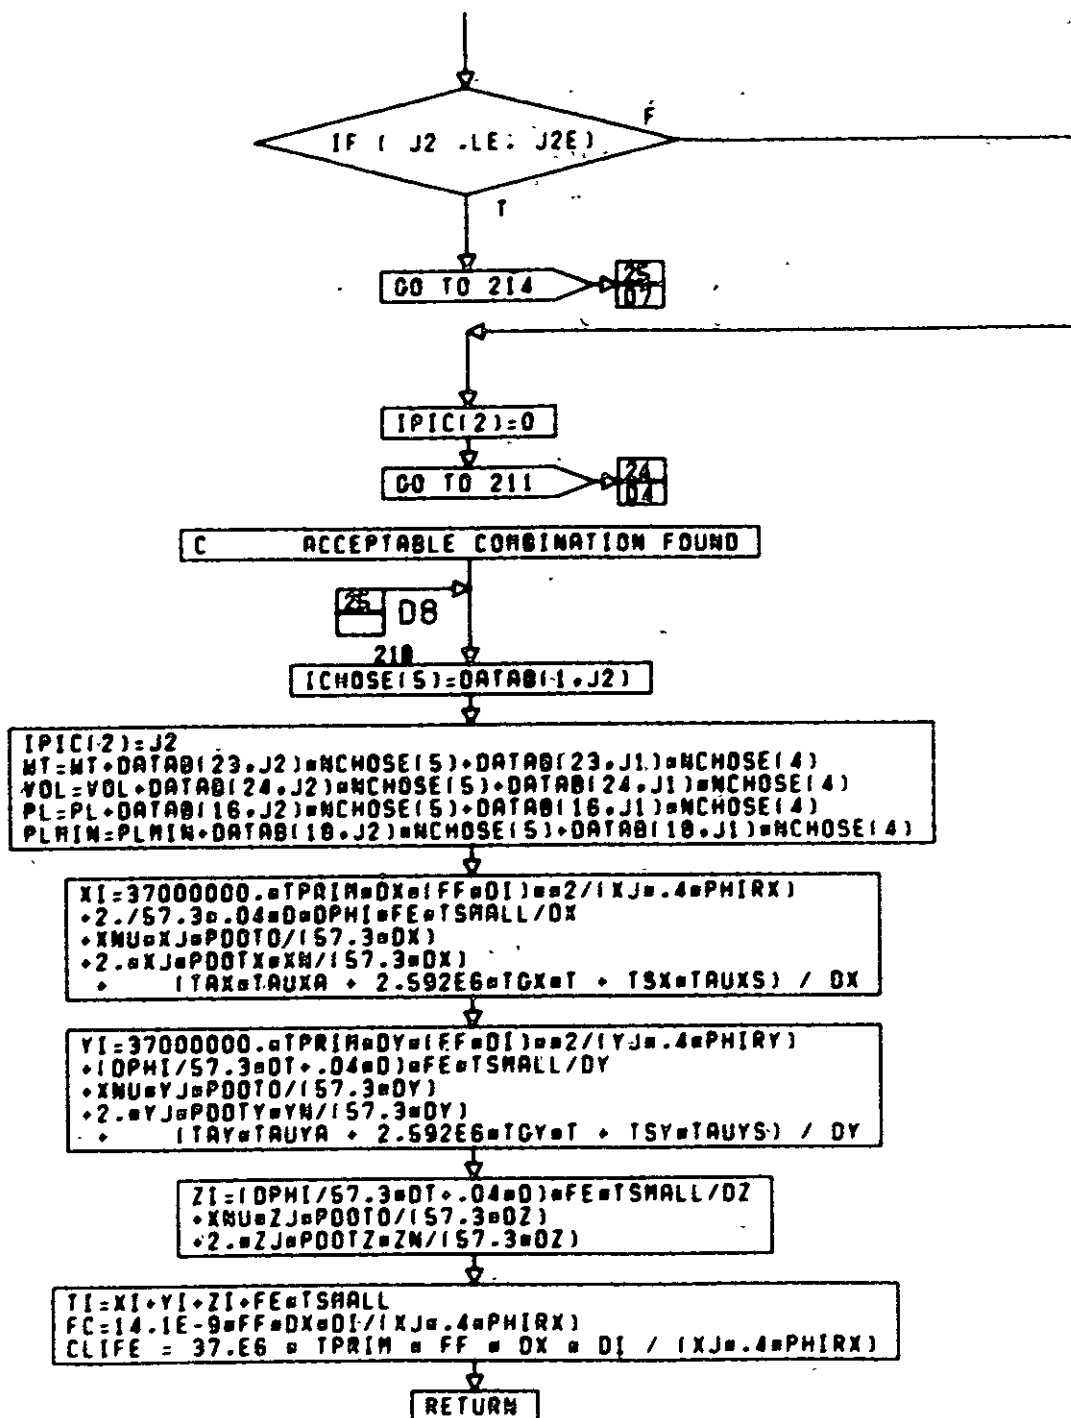 F
IF ( J2 .LE. J2E)
T
GO TO 214
25
D7
IPIC(2)=0
GO TO 211
24
D4
C ACCEPTABLE COMBINATION FOUND
25
D8
218
ICHOSE(5)=DATAB(1,J2)
IPIC(2)=J2
WT=WT+DATAB(23,J2)*NCHOSE(5)+DATAB(23,J1)*NCHOSE(4)
VOL=VOL+DATAB(24,J2)*NCHOSE(5)+DATAB(24,J1)*NCHOSE(4)
PL=PL+DATAB(16,J2)*NCHOSE(5)+DATAB(16,J1)*NCHOSE(4)
PLMIN=PLMIN+DATAB(18,J2)*NCHOSE(5)+DATAB(18,J1)*NCHOSE(4)
XI=37000000.*TPRIM*DX*(FF*DI)**2/(XJ*.4*PHIRX)
+2./57.3*.04*D*DPHI*FE*TSMALL/DX
+XMU*XJ*PDOTO/(57.3*DX)
+2.*XJ*PDOTX*XN/(57.3*DX)
+ (TAX*TAUXA + 2.592E6*TGX*T + TSX*TAUXS) / DX
YI=37000000.*TPRIM*DY*(FF*DI)**2/(YJ*.4*PHIRY)
+(DPHI/57.3*DT+.04*D)*FE*TSMALL/DY
+XMU*YJ*PDOTO/(57.3*DY)
+2.*YJ*PDOTY*YN/(57.3*DY)
+ (TAY*TAUYA + 2.592E6*TGY*T + TSY*TAUYS) / DY
ZI=(DPHI/57.3*DT+.04*D)*FE*TSMALL/DZ
+XMU*ZJ*PDOTO/(57.3*DZ)
+2.*ZJ*PDOTZ*ZN/(57.3*DZ)
TI=XI+YI+ZI+FE*TSMALL
FC=14.1E-9*FF*DX*DI/(XJ*.4*PHIRX)
CLIFE = 37.E6 * TPRIM * FF * DX * DI / (XJ*.4*PHIRX)
RETURN